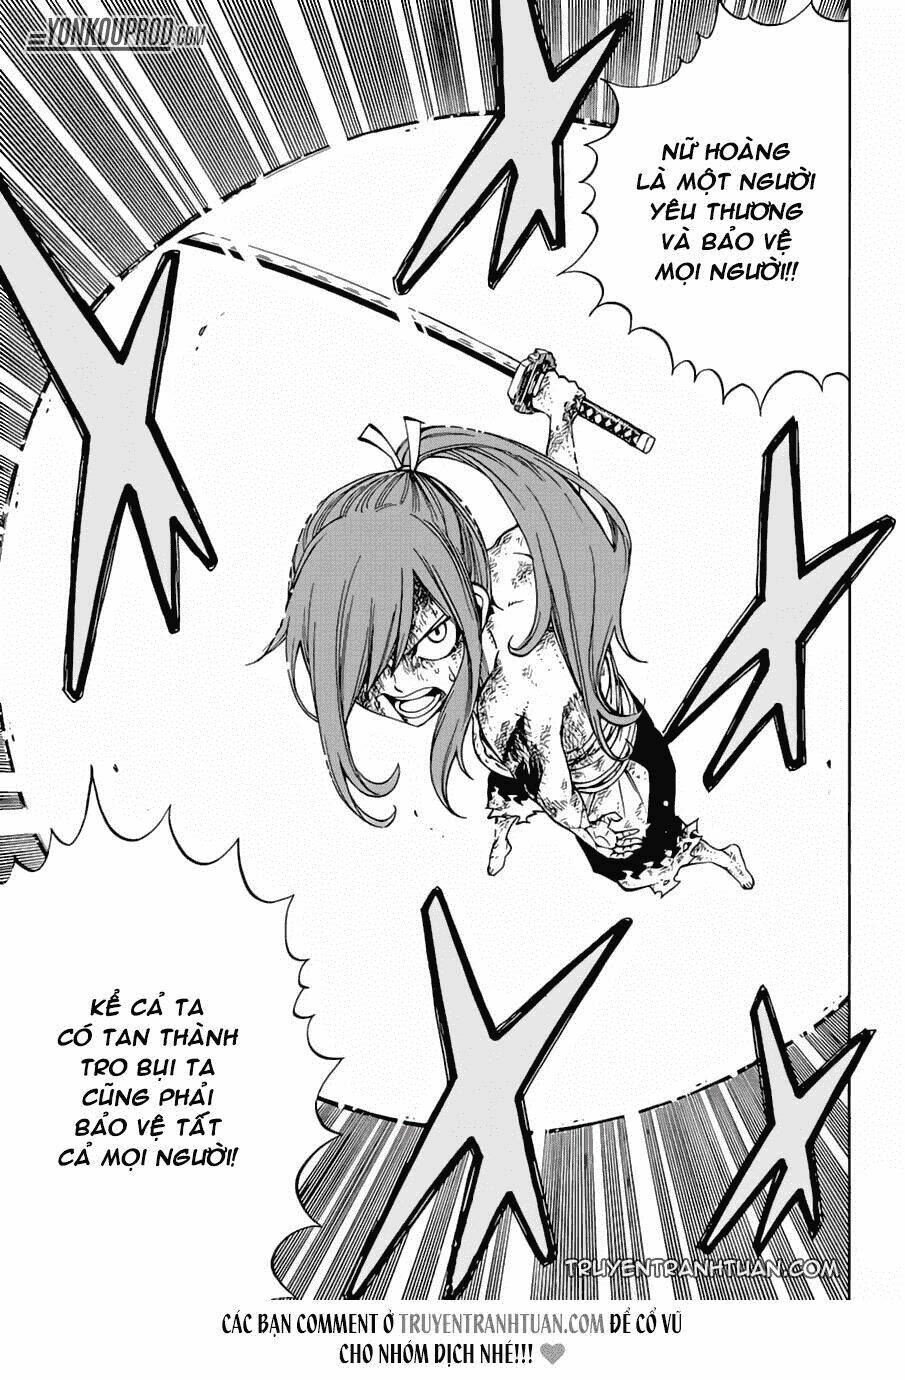 YONKOUPROD.COM
NỮ HOÀNG
LÀ MỘT NGƯỜI
YÊU THƯƠNG
VÀ BẢO VỆ
MỌI NGƯỜI!!
KỂ CẢ TA
CÓ TAN THÀNH
TRO BỤI TA
CŨNG PHẢI
BẢO VỆ TẤT
CẢ MỌI NGƯỜI!
TRUYENTRANHTUAN.COM
CÁC BẠN COMMENT Ở TRUYENTRANHTUAN.COM ĐỂ CỔ VŨ
CHO NHÓM DỊCH NHÉ!!!